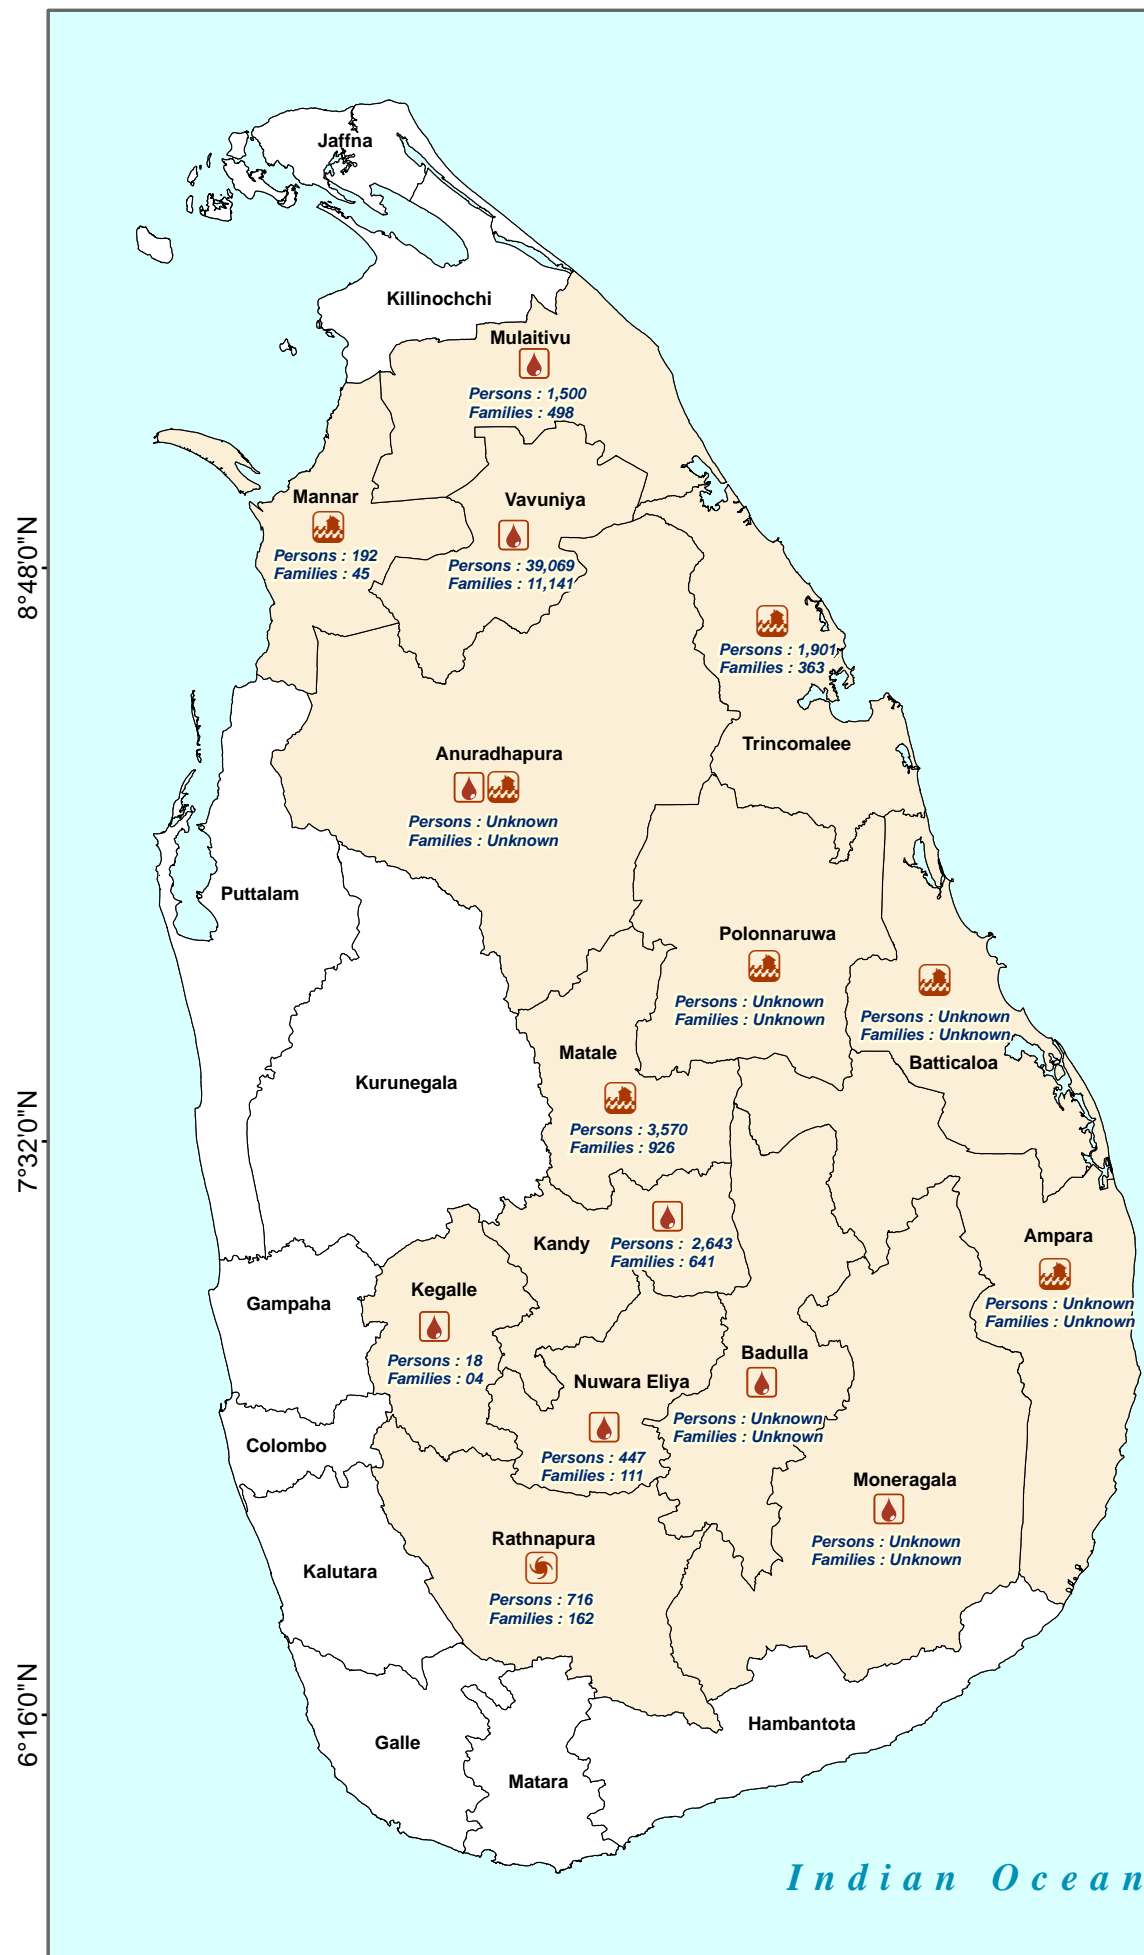 Jaffna
Killinochchi
Mulaitivu
Persons : 1,500
Families : 498
Mannar
Persons : 192
Families : 45
Vavuniya
Persons : 39,069
Families : 11,141
8°48'0"N
Persons : 1,901
Families : 363
Trincomalee
Anuradhapura
Persons : Unknown
Families : Unknown
Puttalam
Polonnaruwa
Persons : Unknown
Families : Unknown
Persons : Unknown
Families : Unknown
Batticaloa
Matale
Persons : 3,570
Families : 926
Kurunegala
7°32'0"N
Kandy
Persons : 2,643
Families : 641
Ampara
Persons : Unknown
Families : Unknown
Kegalle
Persons : 18
Families : 04
Gampaha
Nuwara Eliya
Persons : 447
Families : 111
Badulla
Persons : Unknown
Families : Unknown
Colombo
Moneragala
Persons : Unknown
Families : Unknown
Rathnapura
Persons : 716
Families : 162
Kalutara
6°16'0"N
Galle
Matara
Hambantota
Indian Ocean